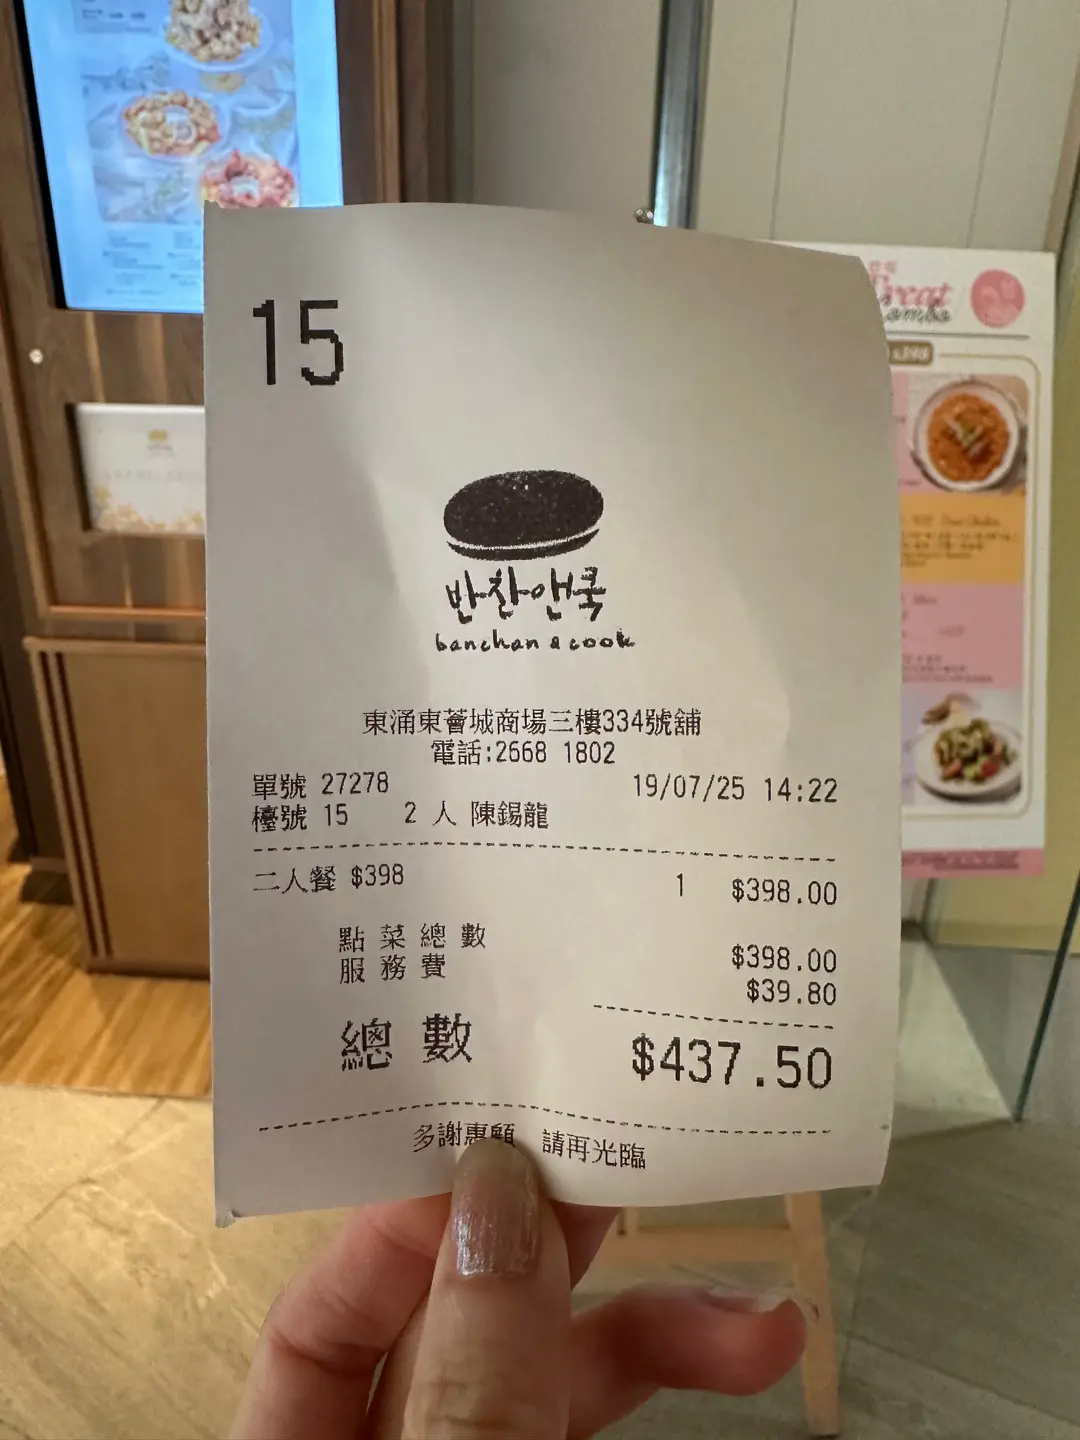 15
반찬앤쿡
banchan & cook
東涌東薈城商場三樓334號舖
電話:2668 1802
單號 27278 19/07/25 14:22
檯號 15 2 人 陳錫龍
二人餐 $398 1 $398.00
點菜總數 $398.00
服務費 $39.80
總數 $437.50
多謝惠顧 請再光臨
Treat